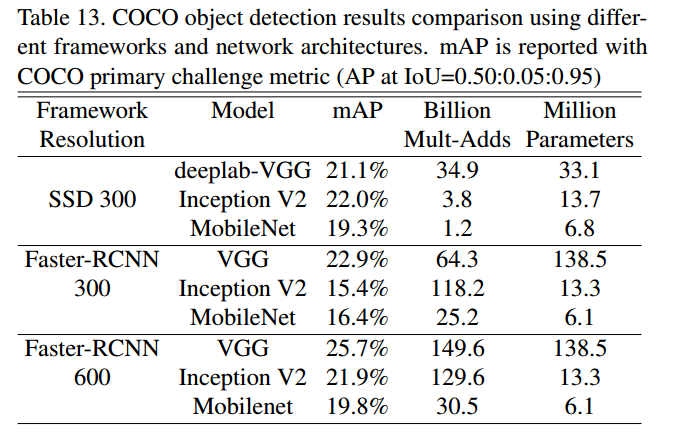 Table 13. COCO object detection results comparison using differ-
ent frameworks and network architectures. mAP is reported with
COCO primary challenge metric (AP at IoU=0.50:0.05:0.95)
Framework Model mAP Billion Million
Resolution Mult-Adds Parameters
deeplab-VGG 21.1% 34.9 33.1
SSD 300 Inception V2 22.0% 3.8 13.7
MobileNet 19.3% 1.2 6.8
Faster-RCNN VGG 22.9% 64.3 138.5
300 Inception V2 15.4% 118.2 13.3
MobileNet 16.4% 25.2 6.1
Faster-RCNN VGG 25.7% 149.6 138.5
600 Inception V2 21.9% 129.6 13.3
Mobilenet 19.8% 30.5 6.1